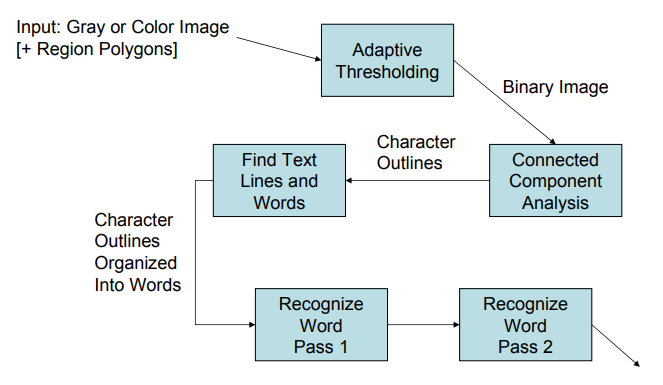 Input: Gray or Color Image
[+ Region Polygons]
Adaptive
Thresholding
Binary Image
Connected
Component
Analysis
Character
Outlines
Find Text
Lines and
Words
Character
Outlines
Organized
Into Words
Recognize
Word
Pass 1
Recognize
Word
Pass 2